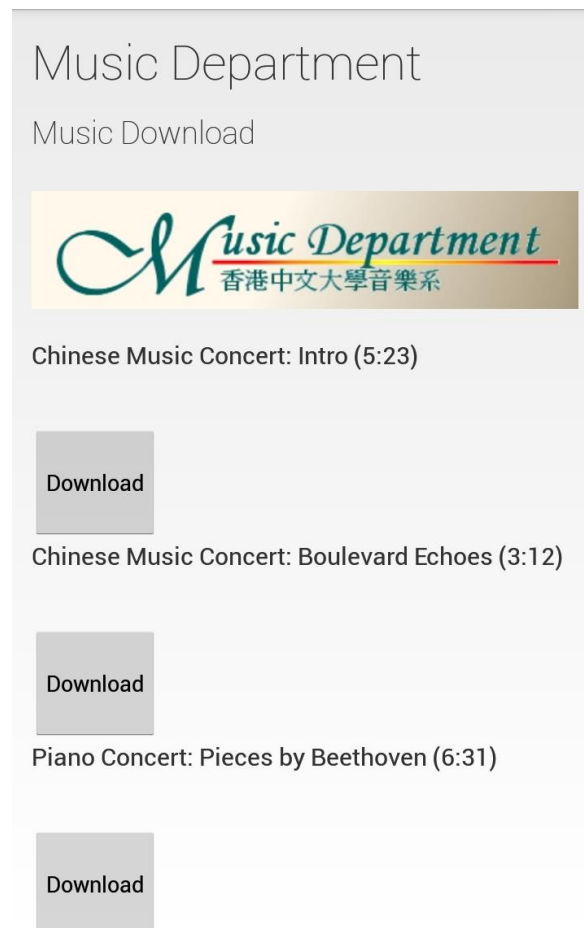 Music Department
Music Download
Music Department
香港中文大學音樂系
Chinese Music Concert: Intro (5:23)
Download
Chinese Music Concert: Boulevard Echoes (3:12)
Download
Piano Concert: Pieces by Beethoven (6:31)
Download